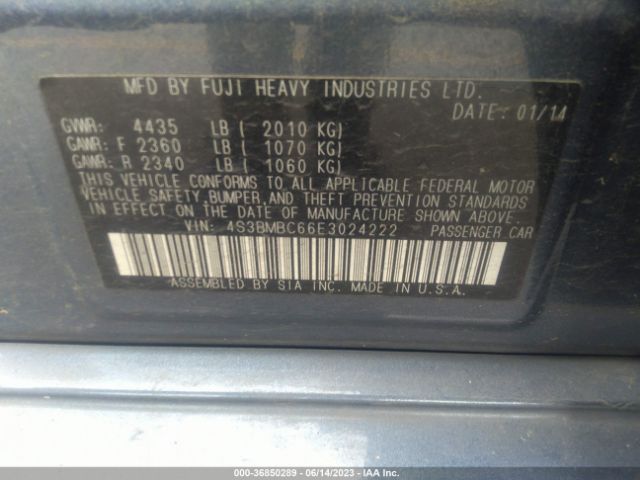 MFD BY FUJI HEAVY INDUSTRIES LTD.
DATE: 01/14
GVWR: 4435 LB ( 2010 KG)
GAWR: F 2360 LB ( 1070 KG)
GAWR: R 2340 LB ( 1060 KG)
THIS VEHICLE CONFORMS TO ALL APPLICABLE FEDERAL MOTOR
VEHICLE SAFETY, BUMPER, AND THEFT PREVENTION STANDARDS
IN EFFECT ON THE DATE OF MANUFACTURE SHOWN ABOVE.
VIN: 4S3BMBC66E3024222 PASSENGER CAR
ASSEMBLED BY SIA INC. MADE IN U.S.A.
000-36850289 - 06/14/2023 - IAA Inc.